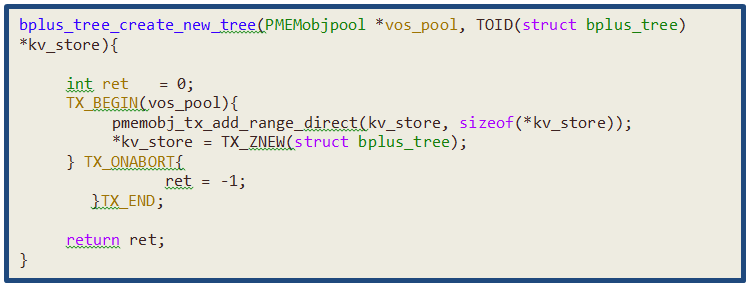 bplus_tree_create_new_tree(PMEMobjpool *vos_pool, TOID(struct bplus_tree)
*kv_store){
int ret = 0;
TX_BEGIN(vos_pool){
pmemobj_tx_add_range_direct(kv_store, sizeof(*kv_store));
*kv_store = TX_ZNEW(struct bplus_tree);
} TX_ONABORT{
ret = -1;
}TX_END;
return ret;
}